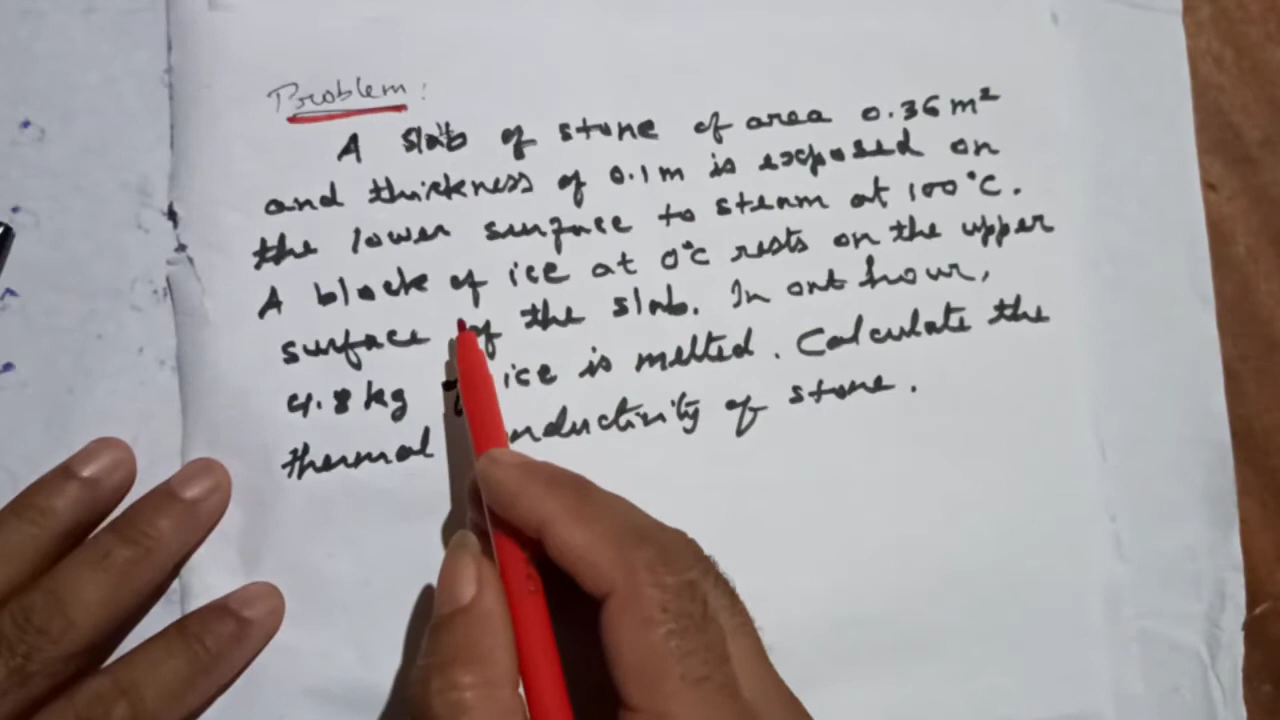 Problem:
A slab of stone of area 0.36 m²
and thickness of 0.1 m is exposed on
the lower surface to steam at 100°C.
A block of ice at 0°C rests on the upper
surface of the slab. In one hour,
4.8 kg ice is melted. Calculate the
thermal nductivity of stone.